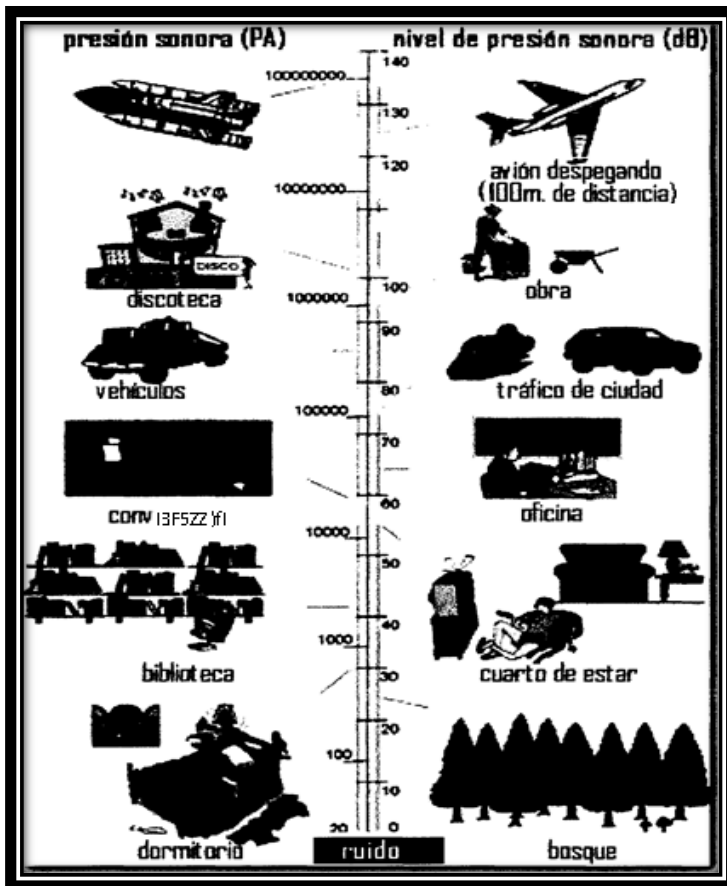 presión sonora (PA)
nivel de presión sonora (dB)
140
100000000
130
120
avión despegando
(100m. de distancia)
10000000
DISCO
discoteca
100
obra
1000000
90
vehículos
80
tráfico de ciudad
100000
70
60
conv
oficina
10000
50
40
1000
biblioteca
30
cuarto de estar
20
100
10
20
0
dormitorio
ruido
bosque